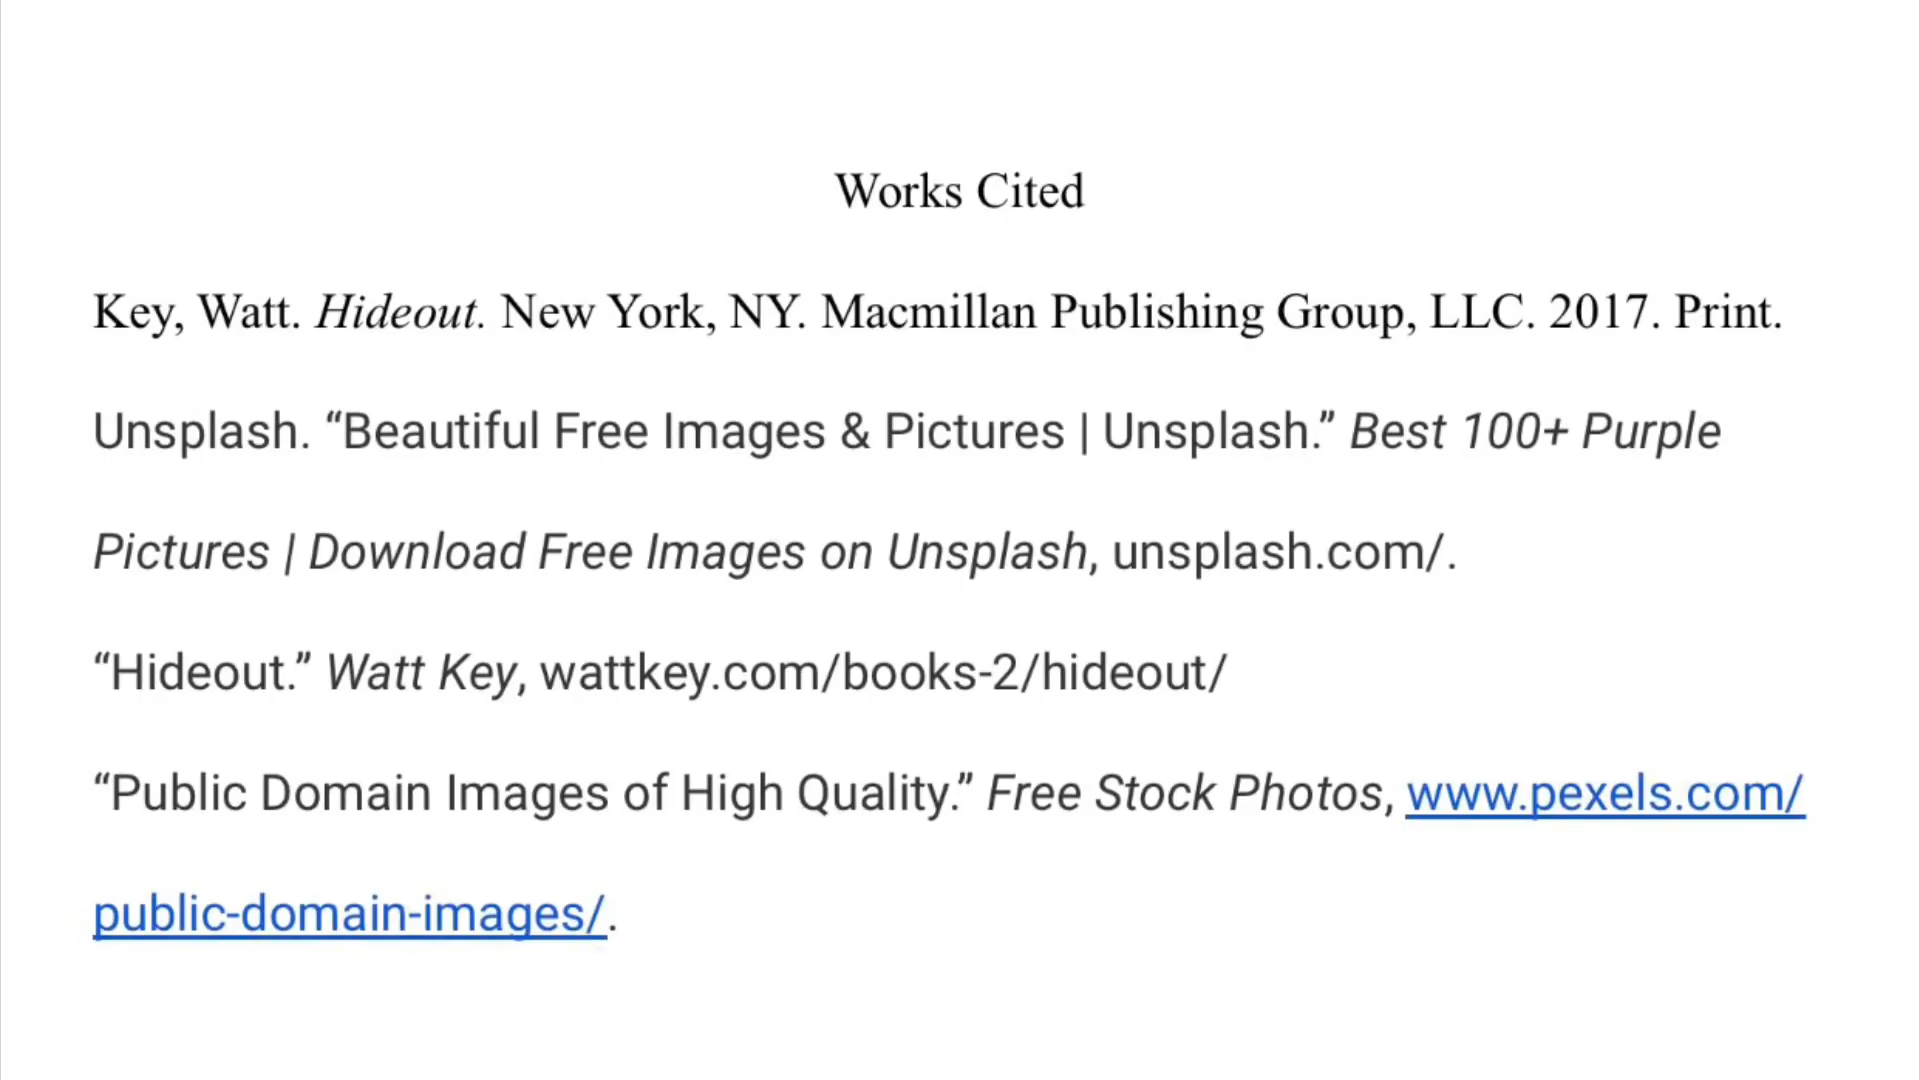 Works Cited
Key, Watt. Hideout. New York, NY. Macmillan Publishing Group, LLC. 2017. Print.
Unsplash. “Beautiful Free Images & Pictures | Unsplash.” Best 100+ Purple
Pictures | Download Free Images on Unsplash, unsplash.com/.
“Hideout.” Watt Key, wattkey.com/books-2/hideout/
“Public Domain Images of High Quality.” Free Stock Photos, www.pexels.com/
public-domain-images/.